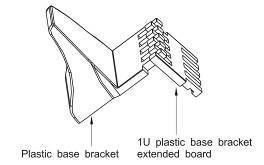 Plastic base bracket
1U plastic base bracket
extended board